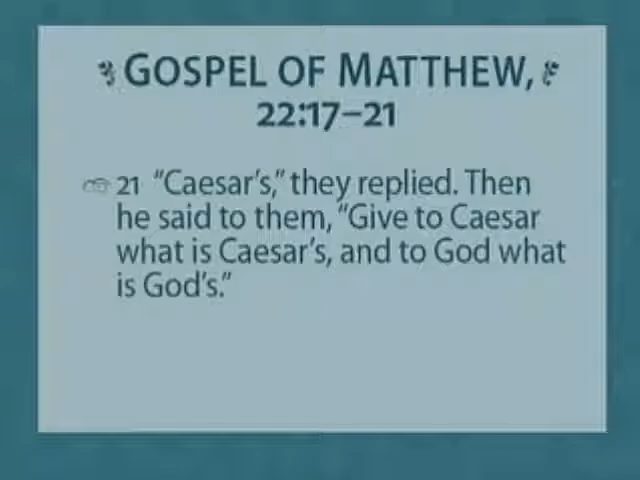 GOSPEL OF MATTHEW,
22:17–21
21 “Caesar’s,” they replied. Then
he said to them, “Give to Caesar
what is Caesar’s, and to God what
is God’s.”